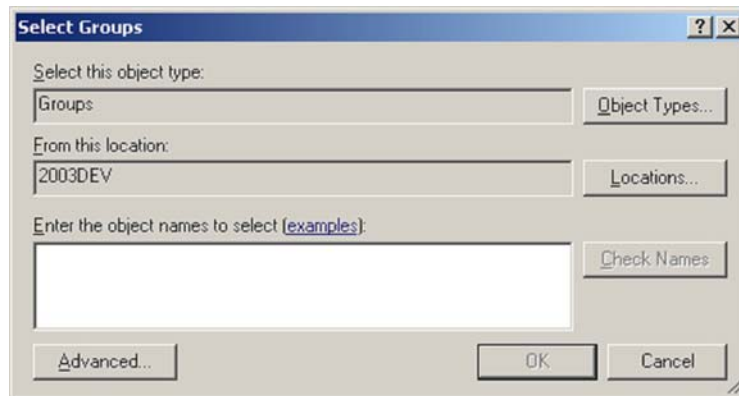 Select Groups
Select this object type:
Groups
Object Types...
From this location:
2003DEV
Locations...
Enter the object names to select (examples):
Check Names
Advanced...
OK
Cancel